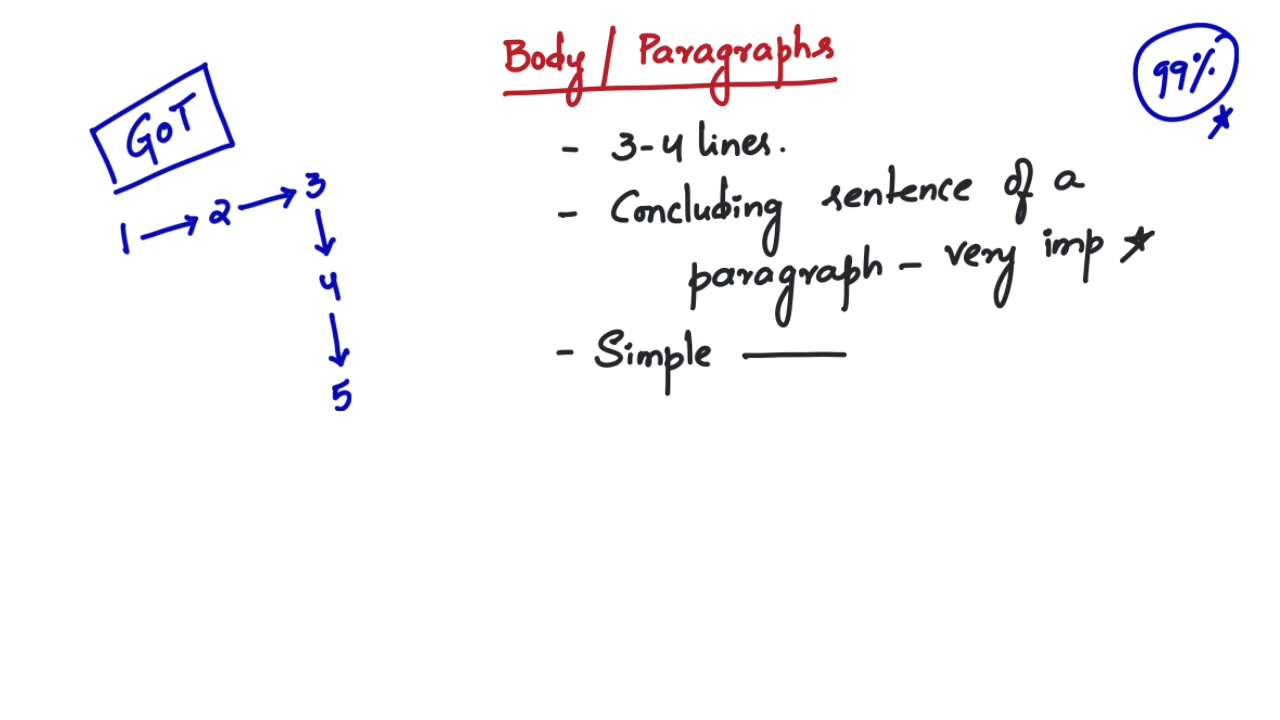 Body / Paragraphs
99%
GOT
- 3-4 lines.
- Concluding sentence of a
paragraph - very imp
- Simple
1 → 2 → 3
↓
4
↓
5